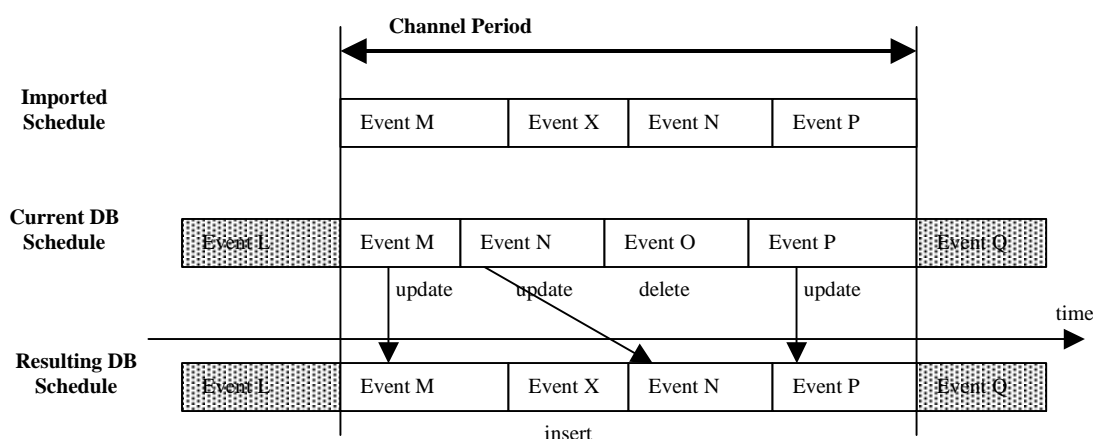 Channel Period
Imported
Schedule
Event M
Event X
Event N
Event P
Current DB
Schedule
Event L
Event M
Event N
Event O
Event P
Event Q
update
update
delete
update
time
Resulting DB
Schedule
Event L
Event M
Event X
Event N
Event P
Event Q
insert